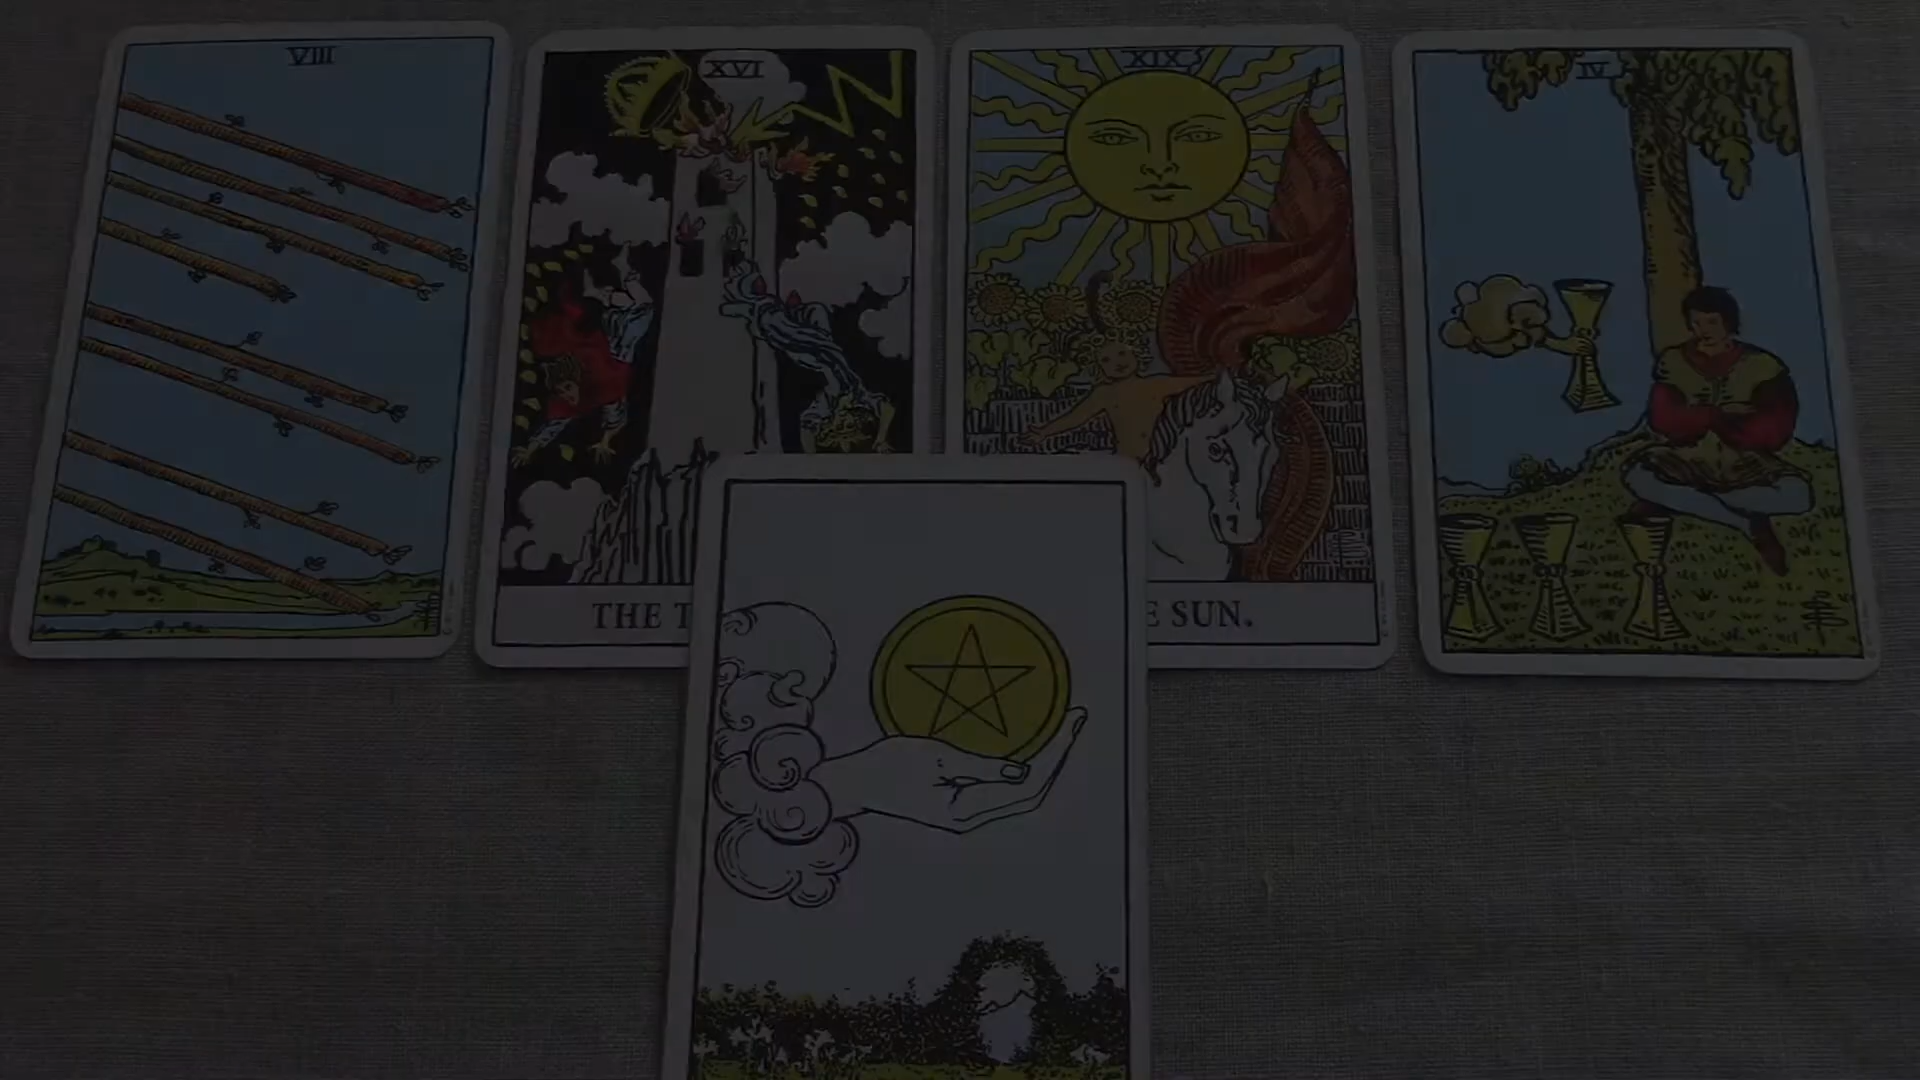 VIII
XVI
XIX
IV
THE T
E SUN.